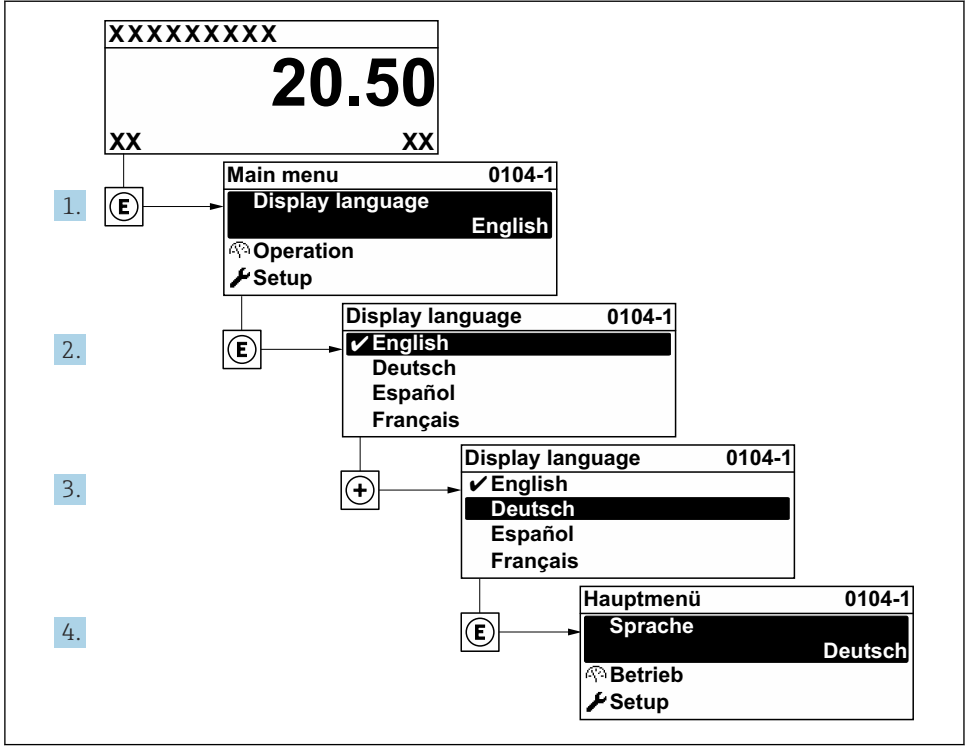 XXXXXXXXX
20.50
XX XX
1. E
Main menu 0104-1
Display language
English
Operation
Setup
2. E
Display language 0104-1
✔ English
Deutsch
Español
Français
3. +
Display language 0104-1
✔ English
Deutsch
Español
Français
4. E
Hauptmenü 0104-1
Sprache
Deutsch
Betrieb
Setup